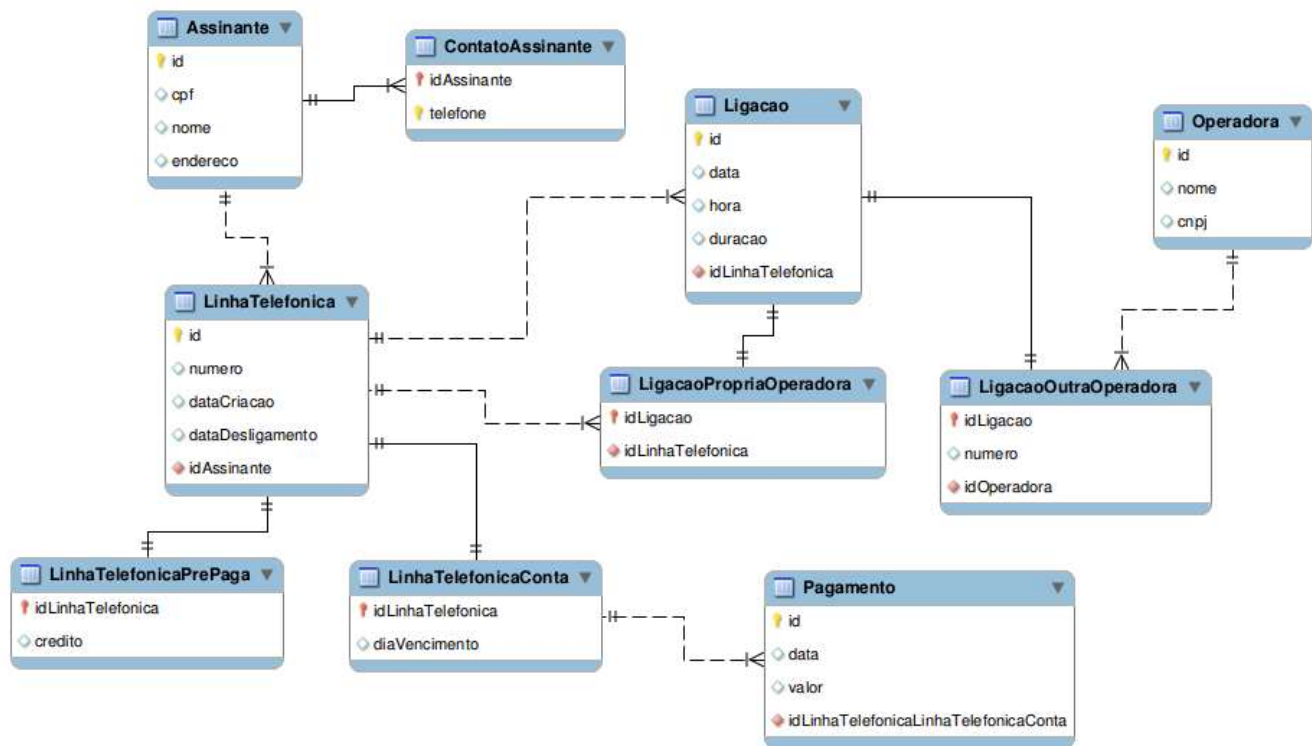 Assinante
id
cpf
nome
endereco
ContatoAssinante
idAssinante
telefone
Ligacao
id
data
hora
duracao
idLinhaTelefonica
Operadora
id
nome
cnpj
LinhaTelefonica
id
numero
dataCriacao
dataDesligamento
idAssinante
LigacaoPropriaOperadora
idLigacao
idLinhaTelefonica
LigacaoOutraOperadora
idLigacao
numero
idOperadora
LinhaTelefonicaPrePaga
idLinhaTelefonica
credito
LinhaTelefonicaConta
idLinhaTelefonica
diaVencimento
Pagamento
id
data
valor
idLinhaTelefonicaLinhaTelefonicaConta